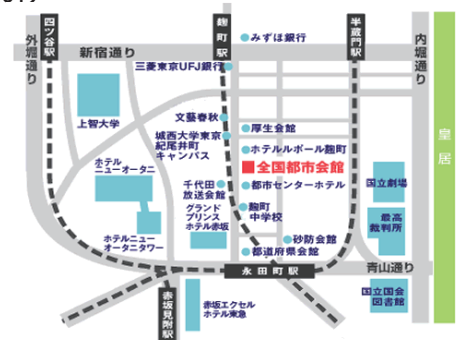 四ツ谷駅
麹町駅
半蔵門駅
外堀通り
内堀通り
新宿通り
みずほ銀行
三菱東京UFJ銀行
上智大学
文藝春秋
城西大学東京
紀尾井町
キャンパス
厚生会館
ホテルルポール麹町
■全国都市会館
ホテル
ニューオータニ
千代田
放送会館
都市センターホテル
グランド
プリンス
ホテル赤坂
麹町
中学校
国立劇場
最高
裁判所
皇居
ホテルニュー
オータニタワー
砂防会館
都道府県会館
永田町駅
青山通り
赤坂見附駅
赤坂エクセル
ホテル東急
国立国会
図書館